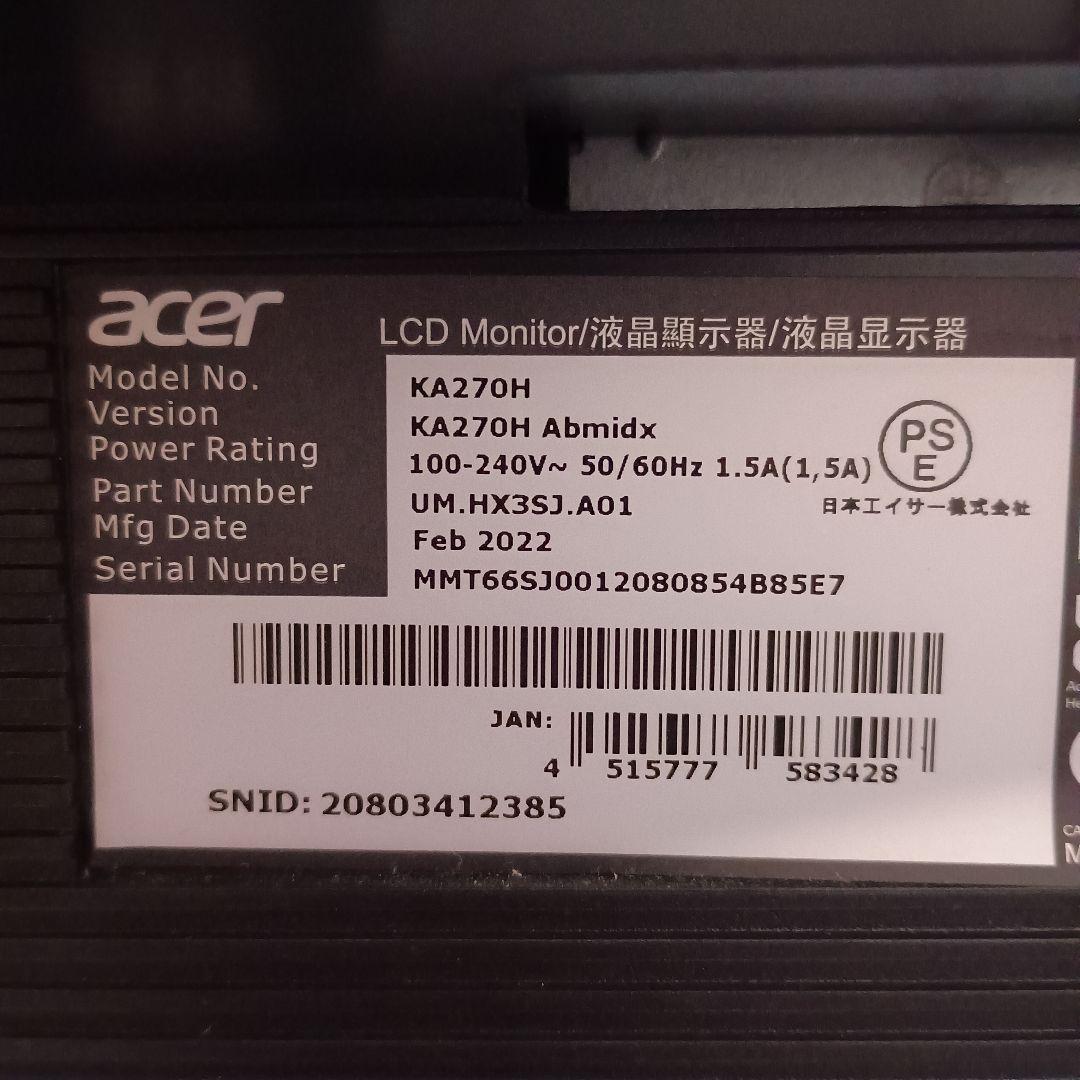 acer
LCD Monitor/液晶顯示器/液晶显示器
Model No. KA270H
Version KA270H Abmidx
Power Rating 100-240V~ 50/60Hz 1.5A(1,5A)
Part Number UM.HX3SJ.A01
Mfg Date Feb 2022
Serial Number MMT66SJ0012080854B85E7
PS
E
日本エイサー株式会社
JAN:
4 515777 583428
SNID: 20803412385